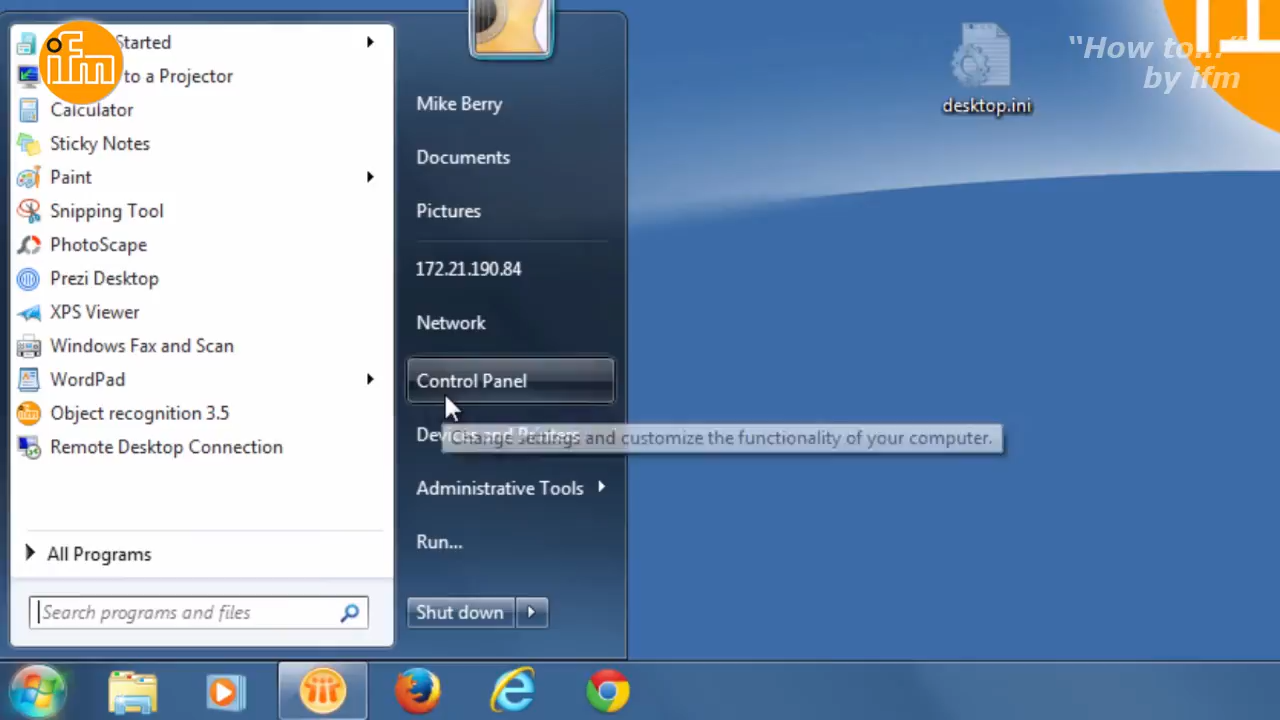 ifm
Started
to a Projector
Calculator
Sticky Notes
Paint
Snipping Tool
PhotoScape
Prezi Desktop
XPS Viewer
Windows Fax and Scan
WordPad
ifm Object recognition 3.5
Remote Desktop Connection
All Programs
Search programs and files
Mike Berry
Documents
Pictures
172.21.190.84
Network
Control Panel
Devices and Printers
Change settings and customize the functionality of your computer.
Administrative Tools
Run...
Shut down
desktop.ini
“How to...”
by ifm